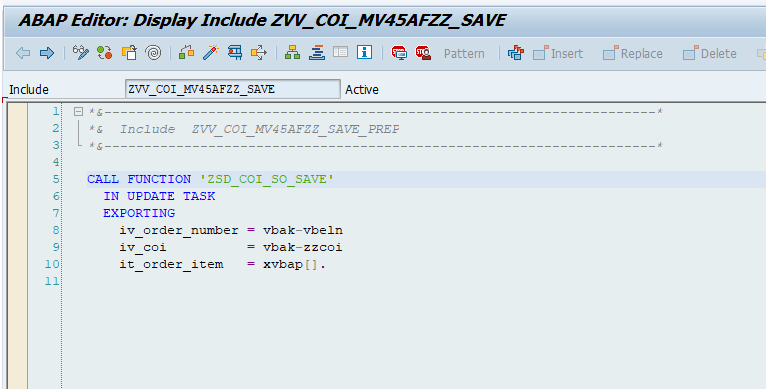 ABAP Editor: Display Include ZVV_COI_MV45AFZZ_SAVE
Pattern Insert Replace Delete
Include ZVV_COI_MV45AFZZ_SAVE Active
1 *&---------------------------------------------------------------------*
2 *&  Include  ZVV_COI_MV45AFZZ_SAVE_PREP
3 *&---------------------------------------------------------------------*
4
5 CALL FUNCTION 'ZSD_COI_SO_SAVE'
6   IN UPDATE TASK
7   EXPORTING
8     iv_order_number = vbak-vbeln
9     iv_coi          = vbak-zzcoi
10     it_order_item   = xvbap[].
11